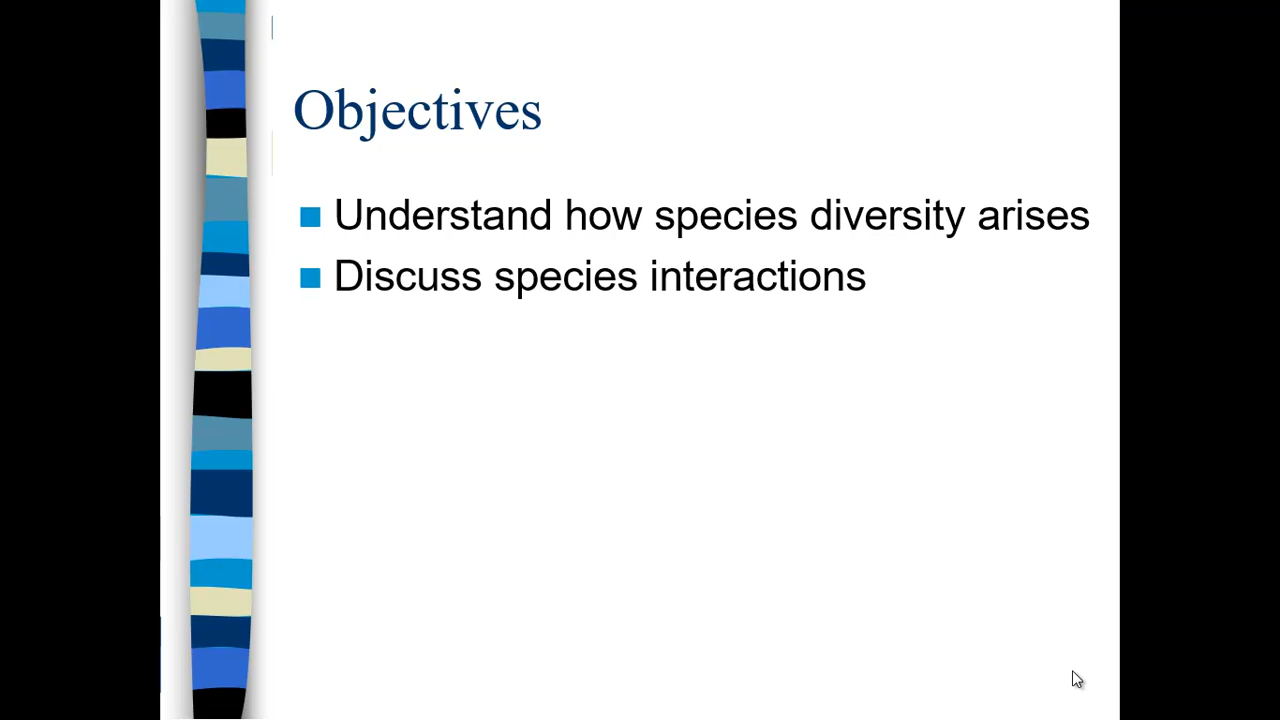 Objectives
Understand how species diversity arises
Discuss species interactions